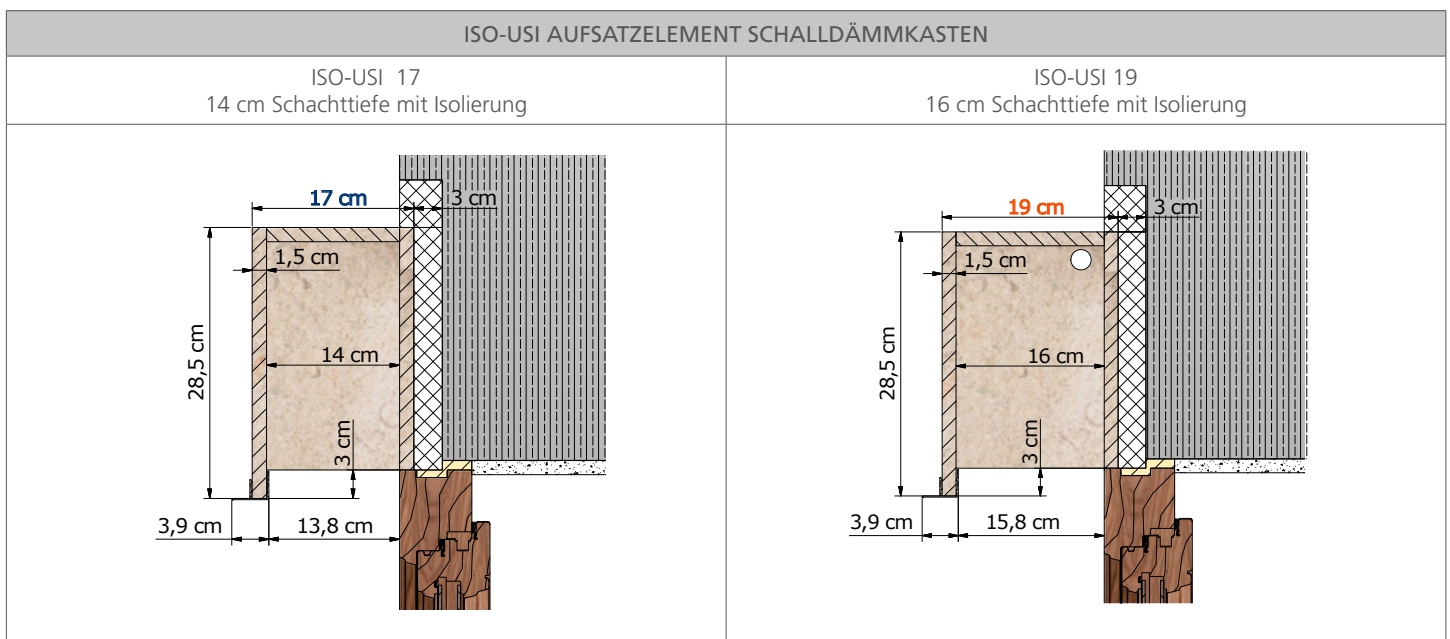 ISO-USI AUFSATZELEMENT SCHALLDÄMMKASTEN
ISO-USI 17
14 cm Schachttiefe mit Isolierung
ISO-USI 19
16 cm Schachttiefe mit Isolierung
17 cm
3 cm
1,5 cm
28,5 cm
14 cm
3 cm
3,9 cm
13,8 cm
19 cm
3 cm
1,5 cm
28,5 cm
16 cm
3 cm
3,9 cm
15,8 cm